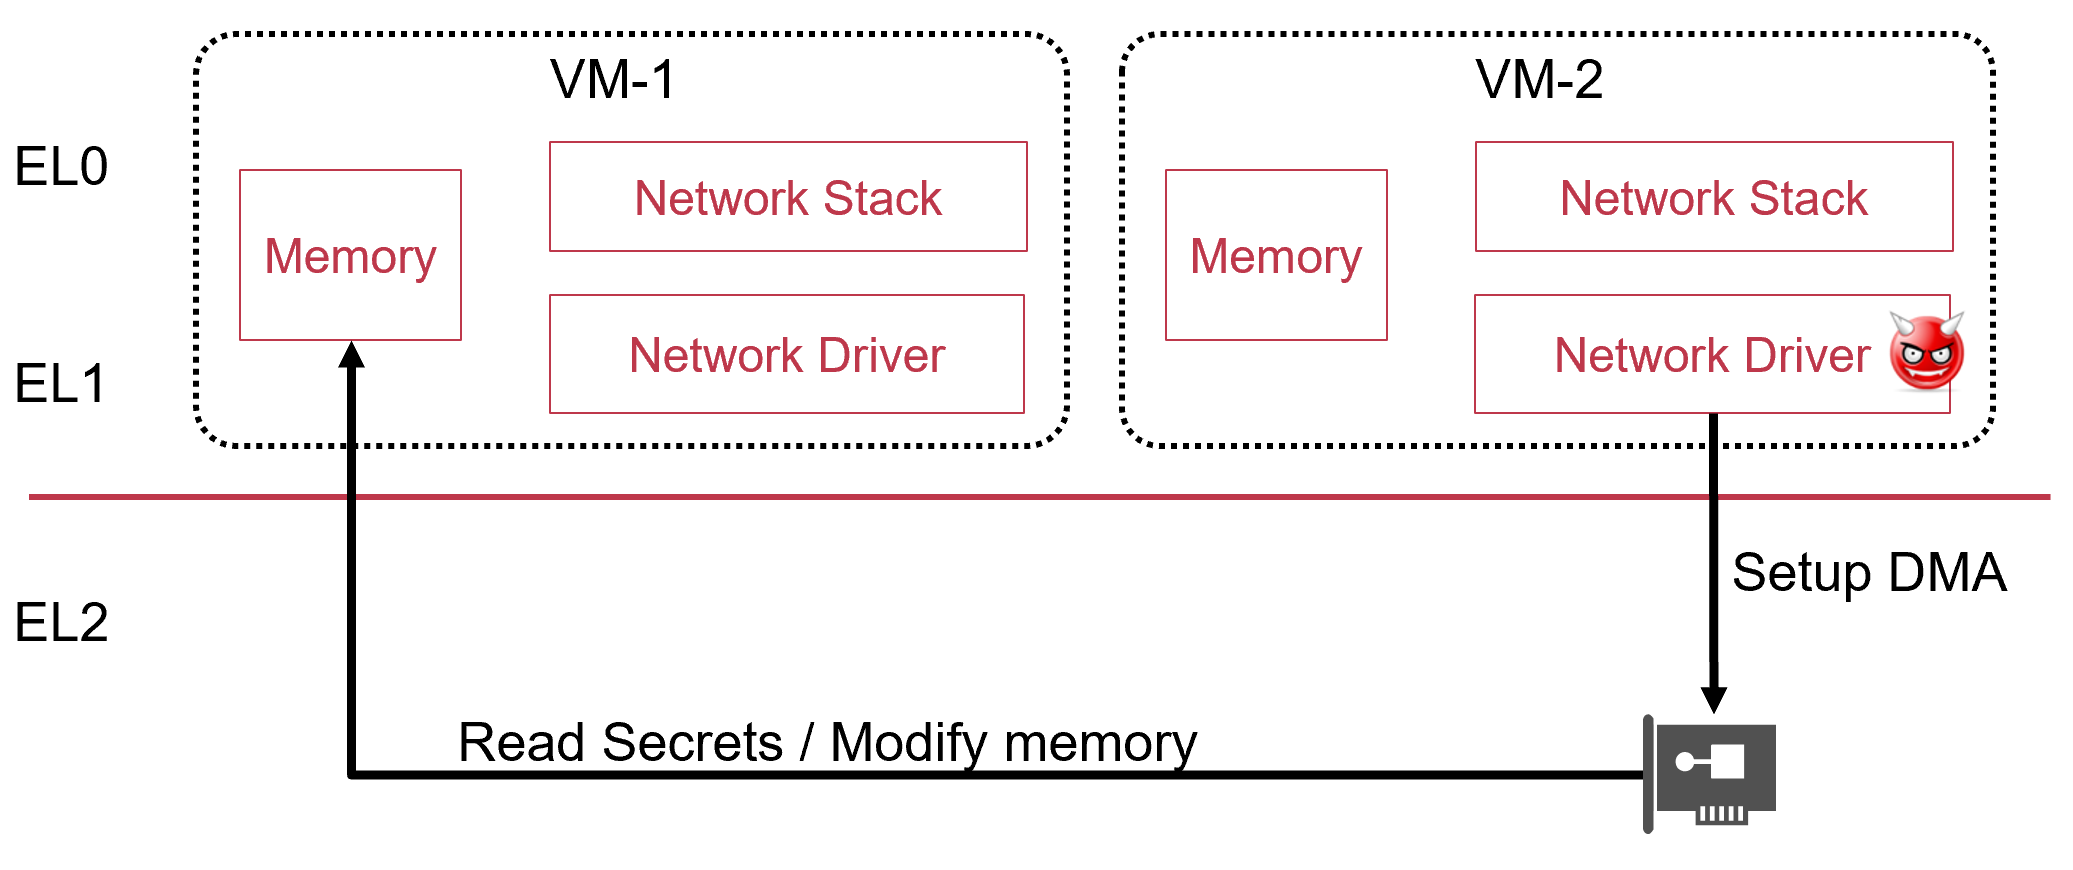 VM-1
VM-2
EL0
Network Stack
Network Stack
Memory
Memory
Network Driver
Network Driver
EL1
Setup DMA
EL2
Read Secrets / Modify memory